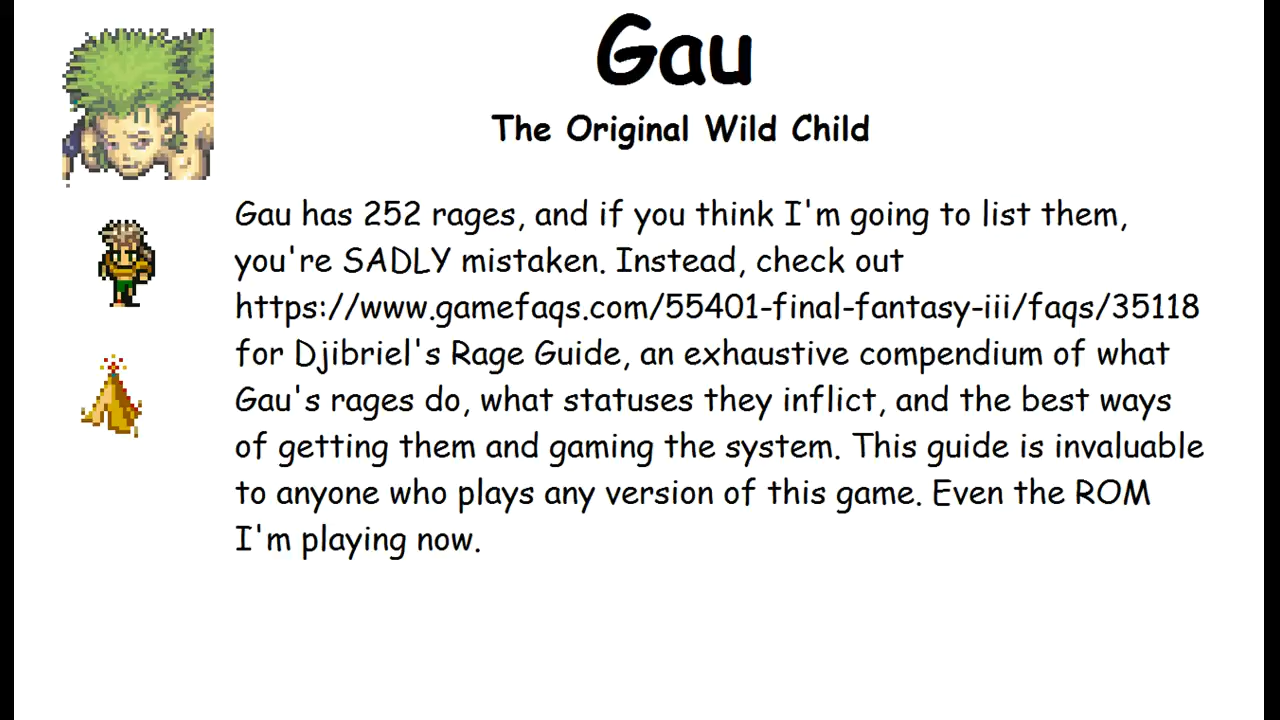 Gau
The Original Wild Child
Gau has 252 rages, and if you think I'm going to list them,
you're SADLY mistaken. Instead, check out
https://www.gamefaqs.com/55401-final-fantasy-iii/faqs/35118
for Djibriel's Rage Guide, an exhaustive compendium of what
Gau's rages do, what statuses they inflict, and the best ways
of getting them and gaming the system. This guide is invaluable
to anyone who plays any version of this game. Even the ROM
I'm playing now.